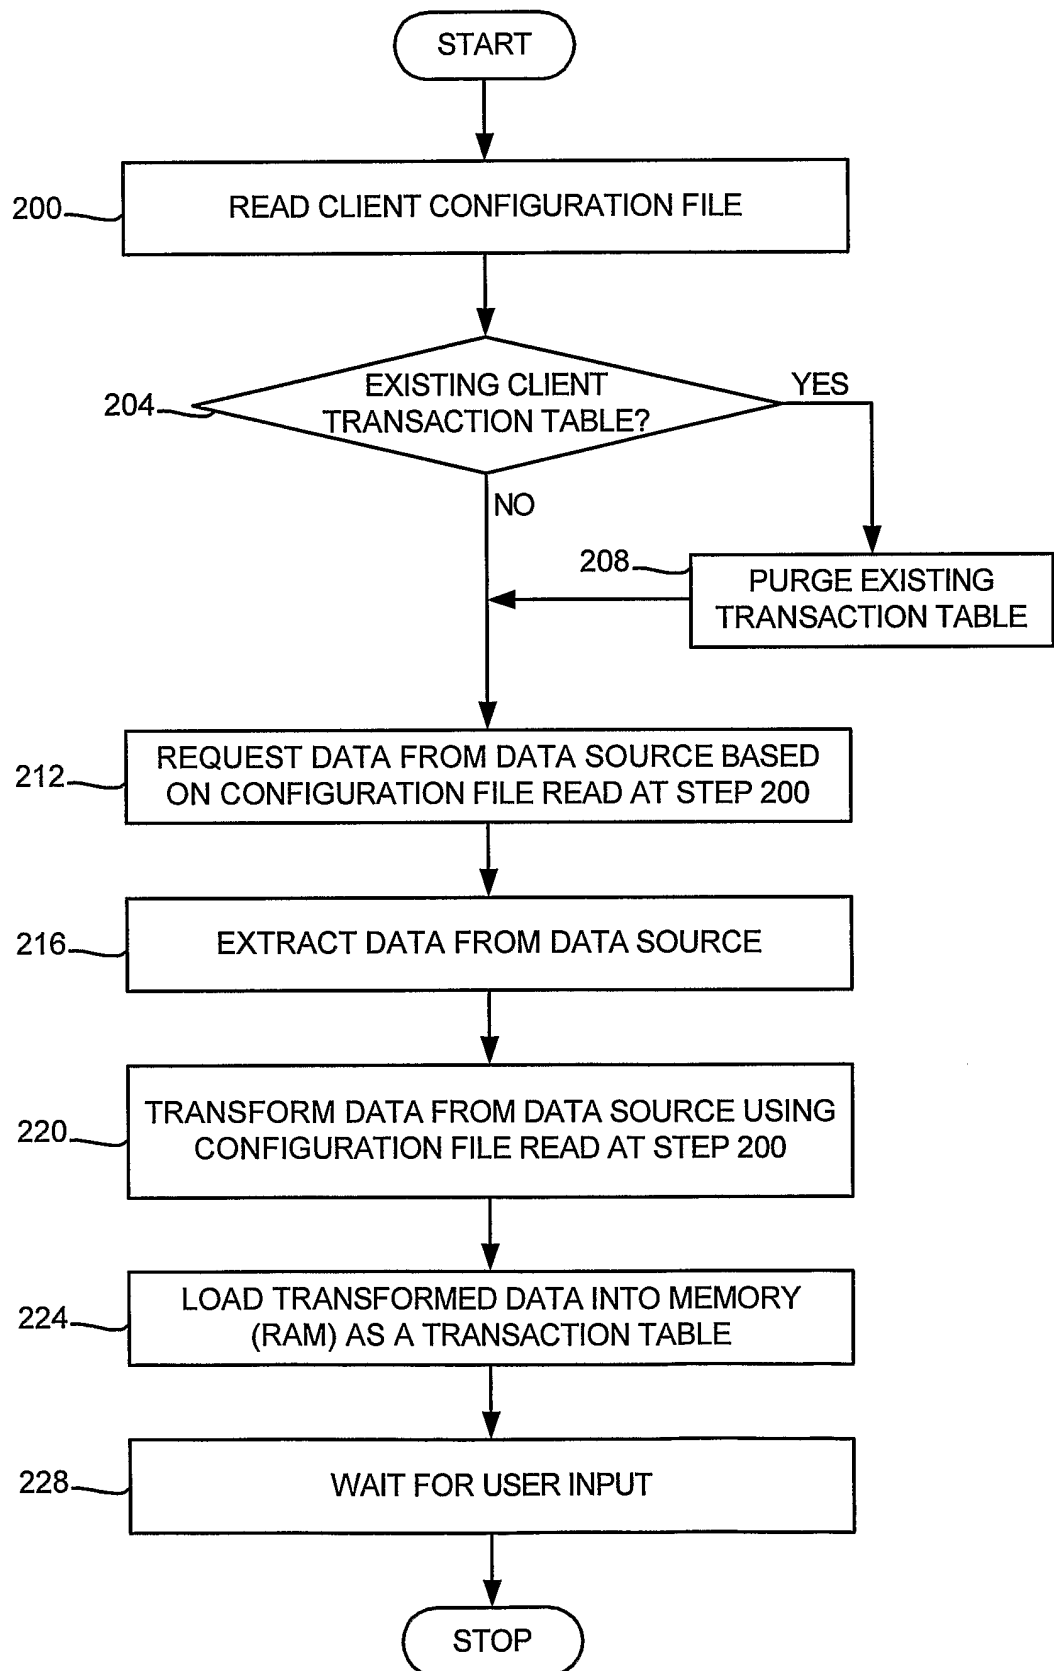 START
200
READ CLIENT CONFIGURATION FILE
204
EXISTING CLIENT
TRANSACTION TABLE?
YES
NO
208
PURGE EXISTING
TRANSACTION TABLE
212
REQUEST DATA FROM DATA SOURCE BASED
ON CONFIGURATION FILE READ AT STEP 200
216
EXTRACT DATA FROM DATA SOURCE
220
TRANSFORM DATA FROM DATA SOURCE USING
CONFIGURATION FILE READ AT STEP 200
224
LOAD TRANSFORMED DATA INTO MEMORY
(RAM) AS A TRANSACTION TABLE
228
WAIT FOR USER INPUT
STOP